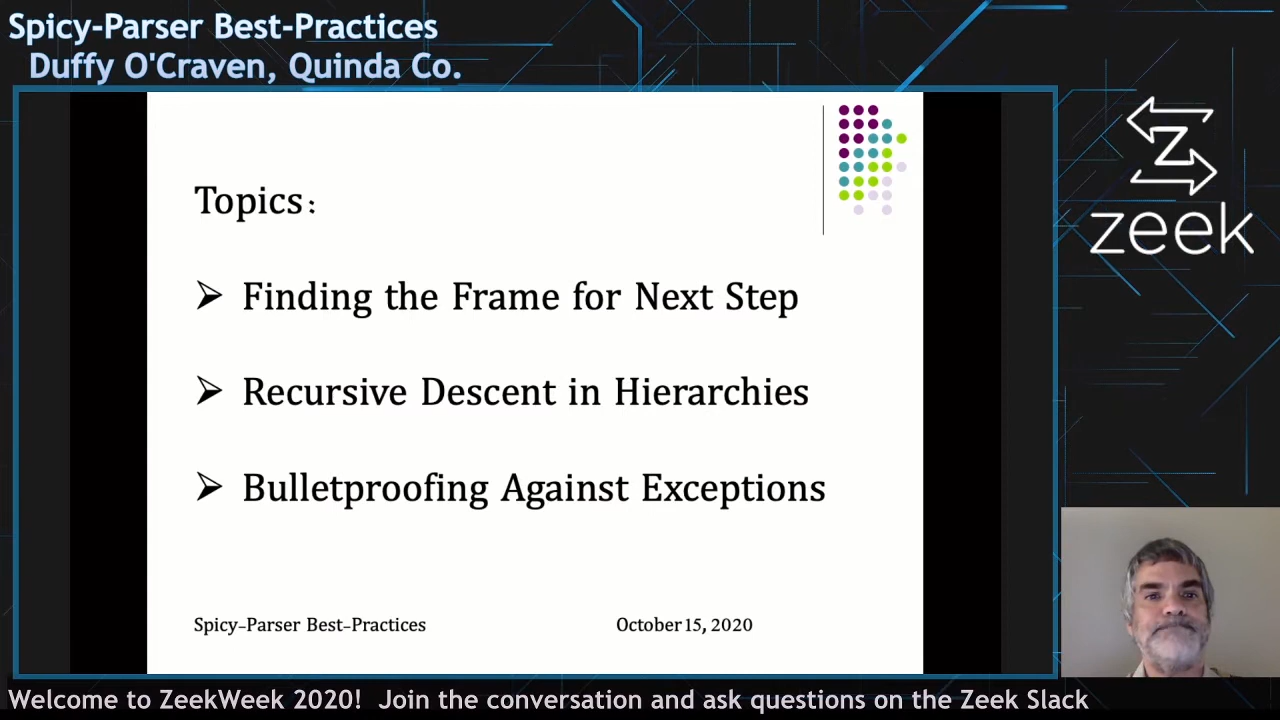 Spicy-Parser Best-Practices
Duffy O'Craven, Quinda Co.
Z
zeek
Topics:
➢ Finding the Frame for Next Step
➢ Recursive Descent in Hierarchies
➢ Bulletproofing Against Exceptions
Spicy-Parser Best-Practices October 15, 2020
Welcome to ZeekWeek 2020! Join the conversation and ask questions on the Zeek Slack